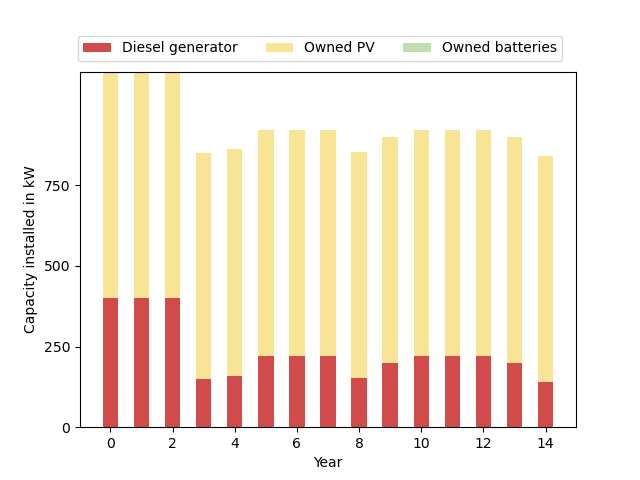 Diesel generator Owned PV Owned batteries
Capacity installed in kW
750
500
250
0
0 2 4 6 8 10 12 14
Year